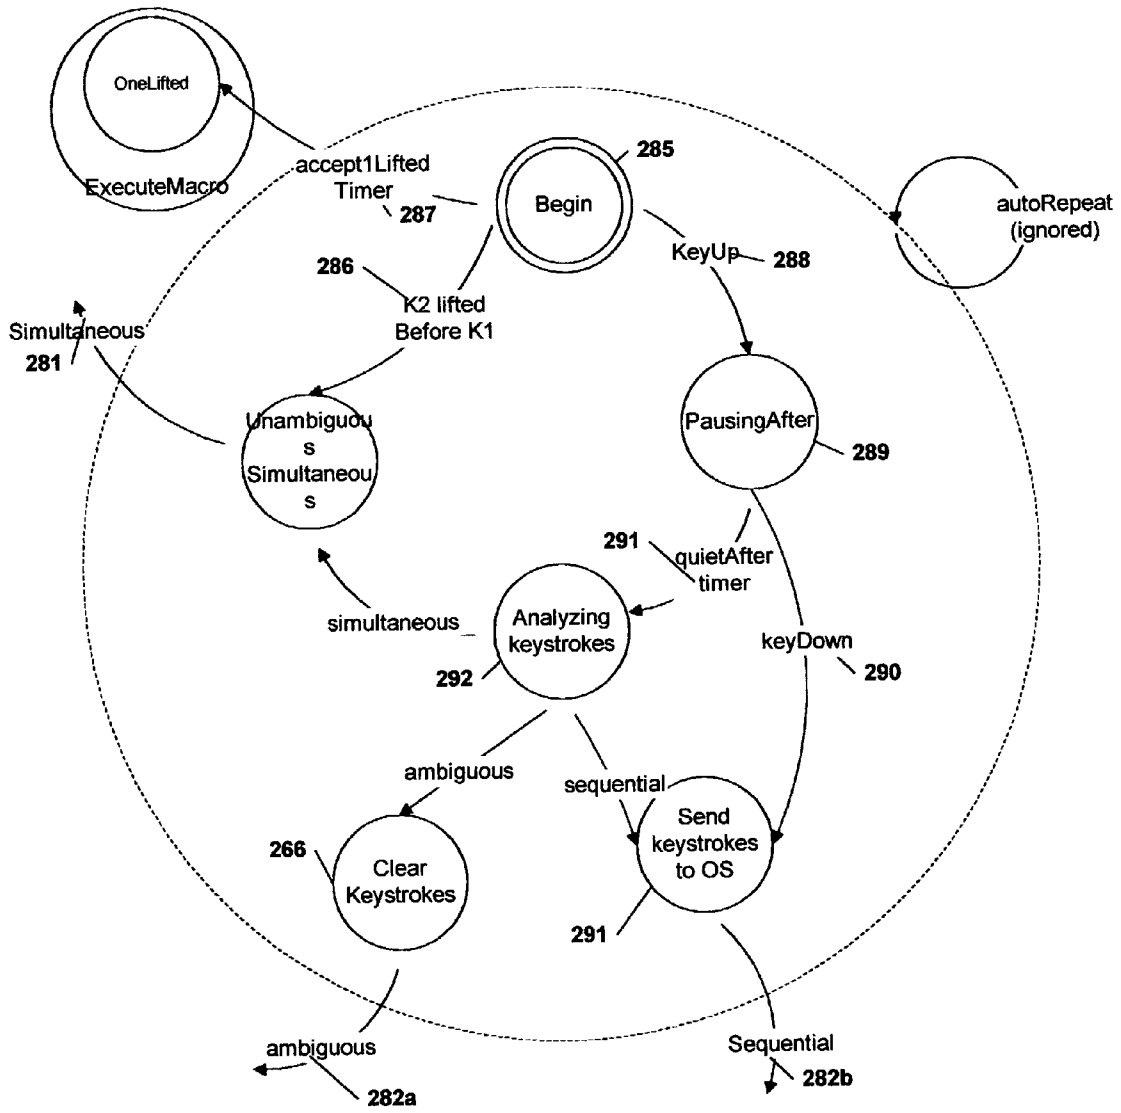 OneLifted
ExecuteMacro
accept1Lifted
Timer
287
285
Begin
autoRepeat
(ignored)
KeyUp
288
286
K2 lifted
Before K1
Simultaneous
281
Unambiguou
s
Simultaneou
s
PausingAfter
289
291
quietAfter
timer
Analyzing
keystrokes
simultaneous
292
keyDown
290
ambiguous
sequential
266
Clear
Keystrokes
Send
keystrokes
to OS
291
ambiguous
282a
Sequential
282b